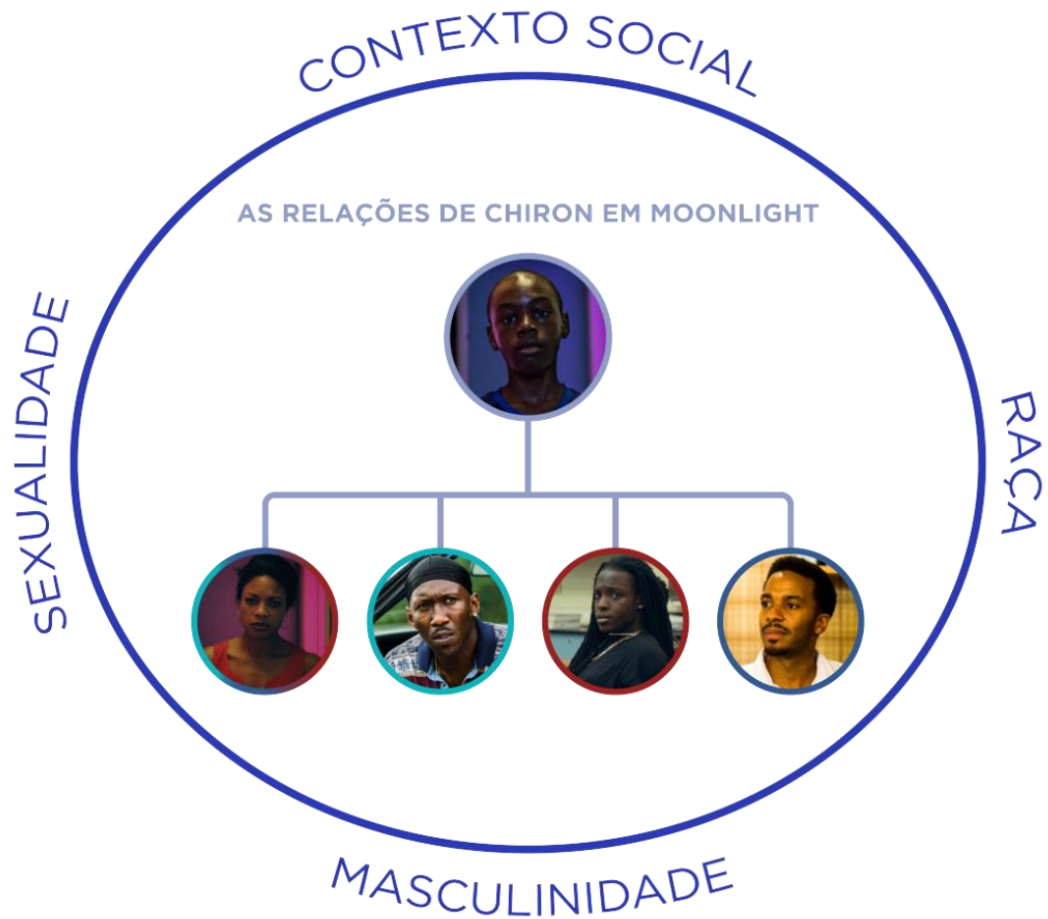 CONTEXTO SOCIAL
AS RELAÇÕES DE CHIRON EM MOONLIGHT
SEXUALIDADE
RAÇA
MASCULINIDADE